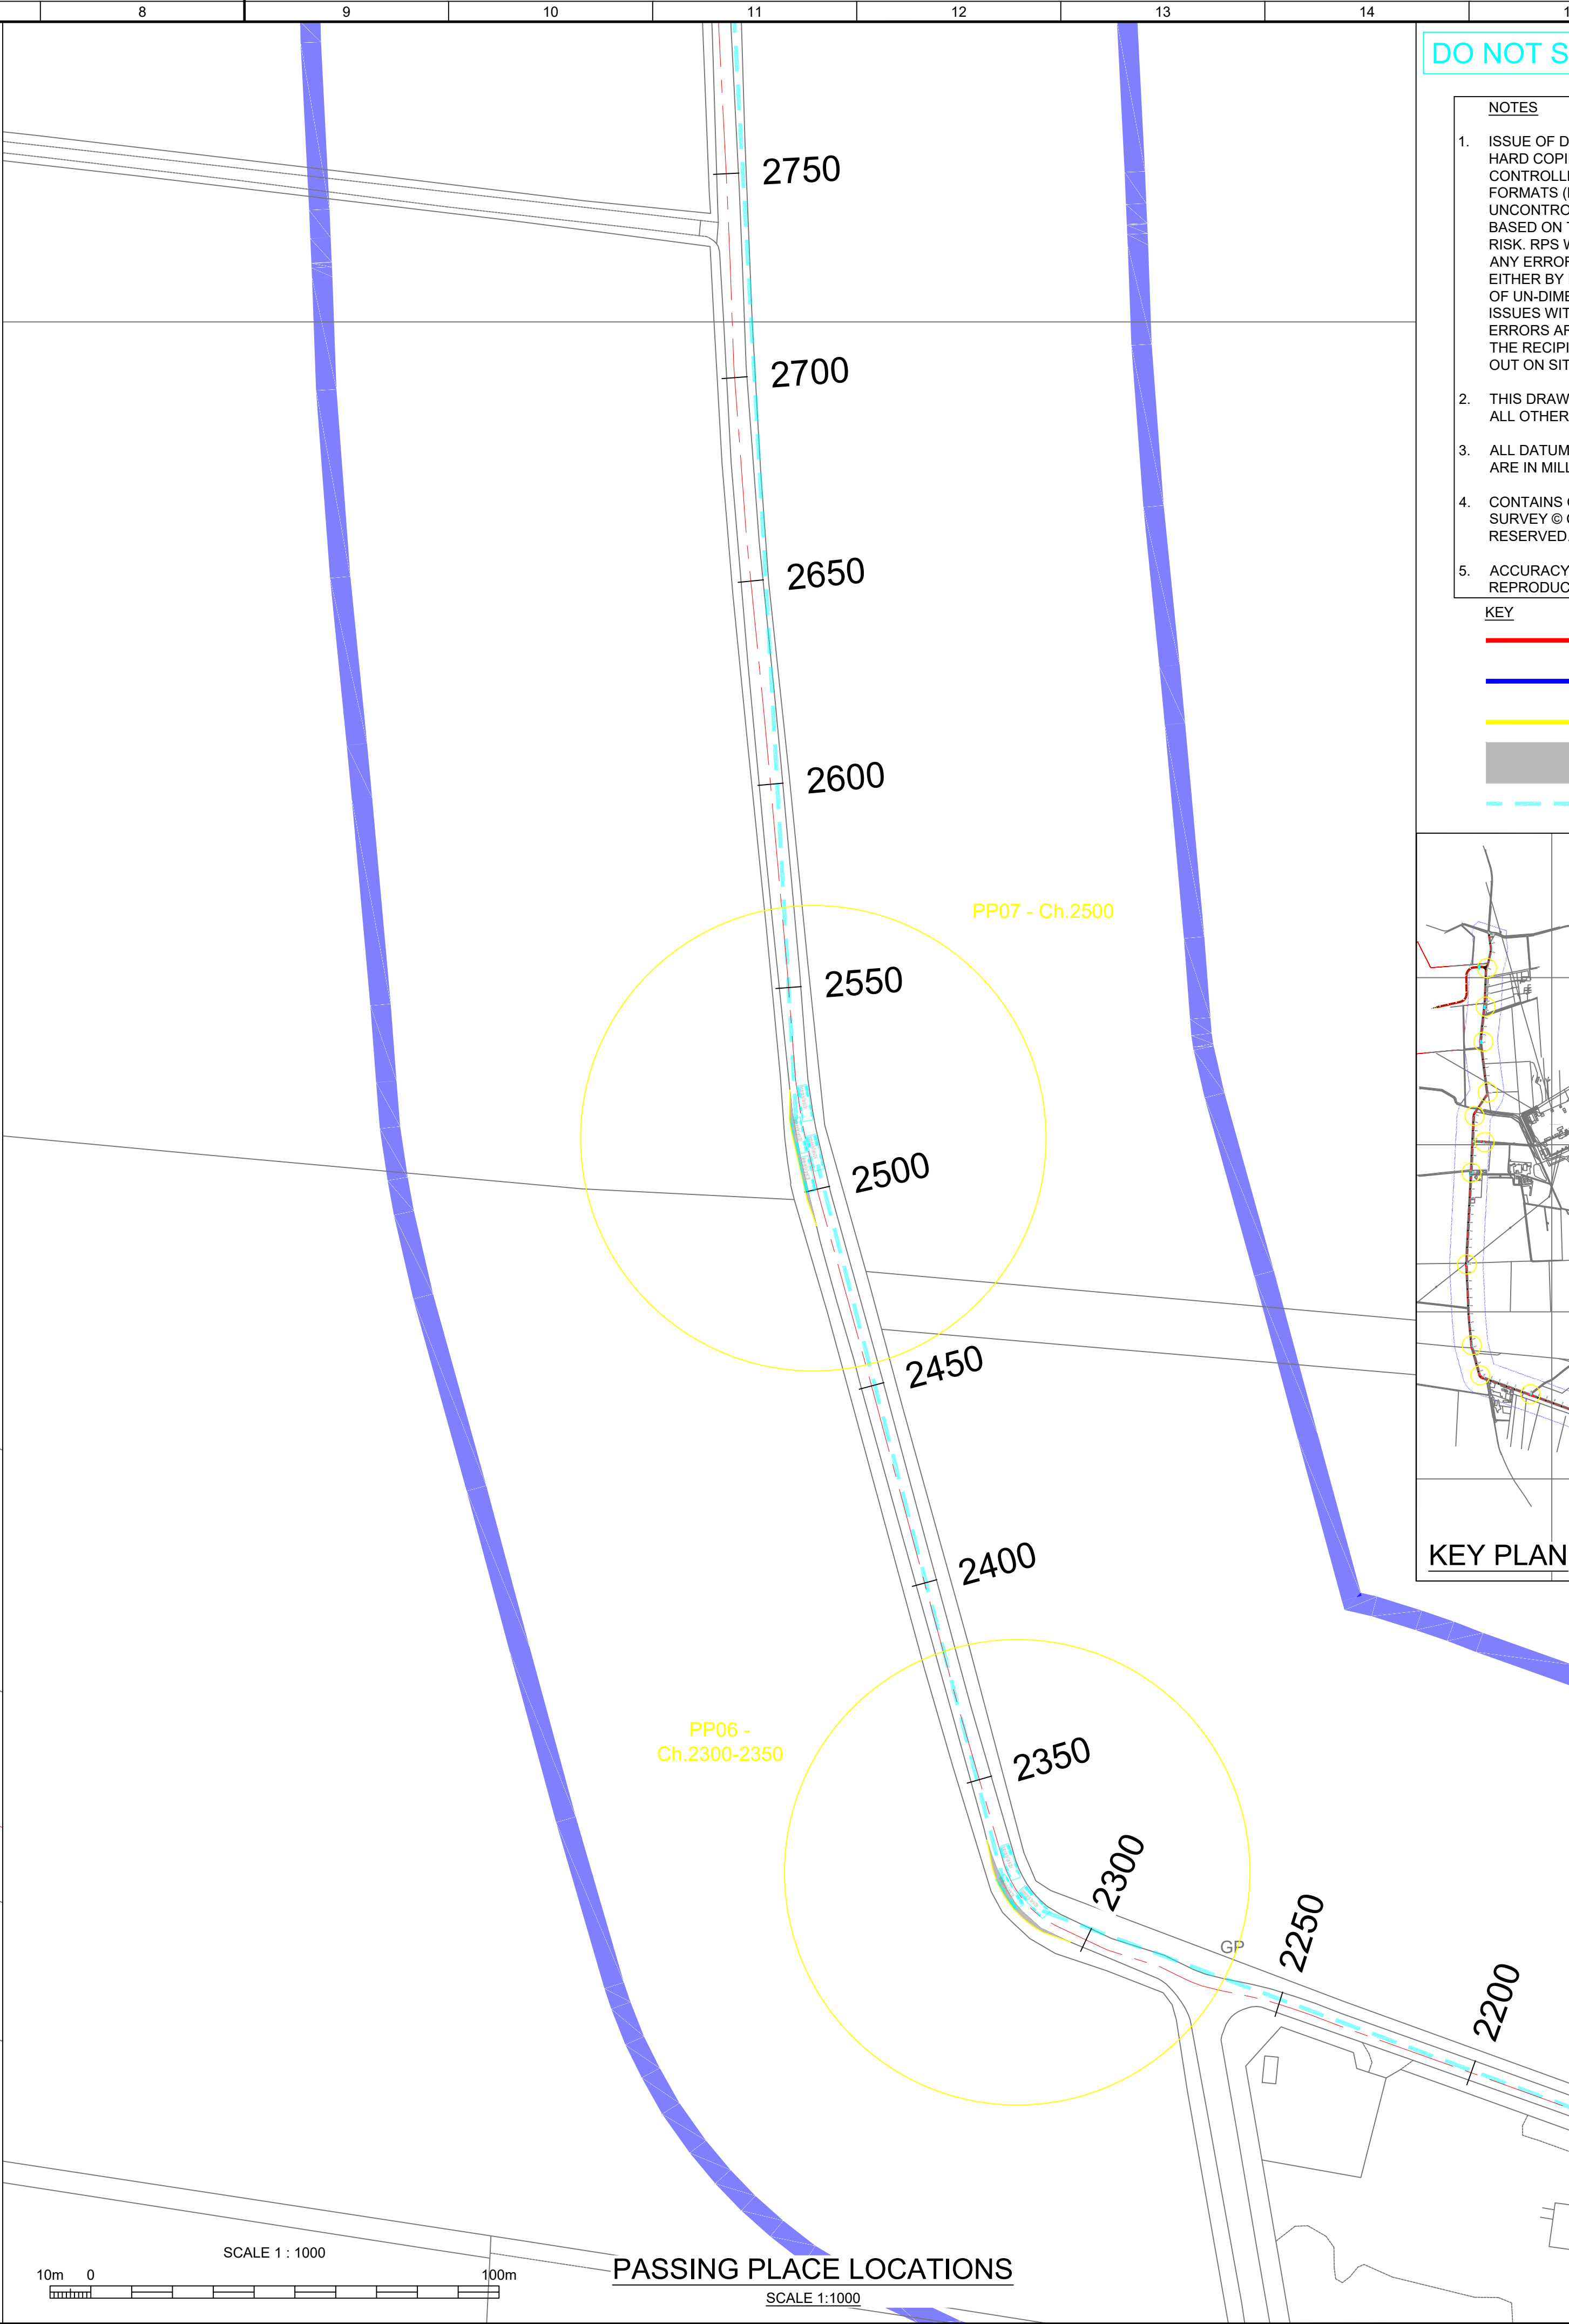 8 9 10 11 12 13 14
DO NOT S
NOTES
1. ISSUE OF D
HARD COPI
CONTROLL
FORMATS (
UNCONTRO
BASED ON
RISK. RPS
ANY ERRO
EITHER BY
OF UN-DIM
ISSUES WIT
ERRORS A
THE RECIPI
OUT ON SIT
2. THIS DRAW
ALL OTHER
3. ALL DATUM
ARE IN MILL
4. CONTAINS
SURVEY ©
RESERVED.
5. ACCURACY
REPRODUC
KEY
KEY PLAN
2750
2700
2650
2600
PP07 - Ch.2500
2550
2500
2450
2400
PP06 -
Ch.2300-2350
2350
2300
GP
2250
2200
SCALE 1 : 1000
10m 0 100m
PASSING PLACE LOCATIONS
SCALE 1:1000